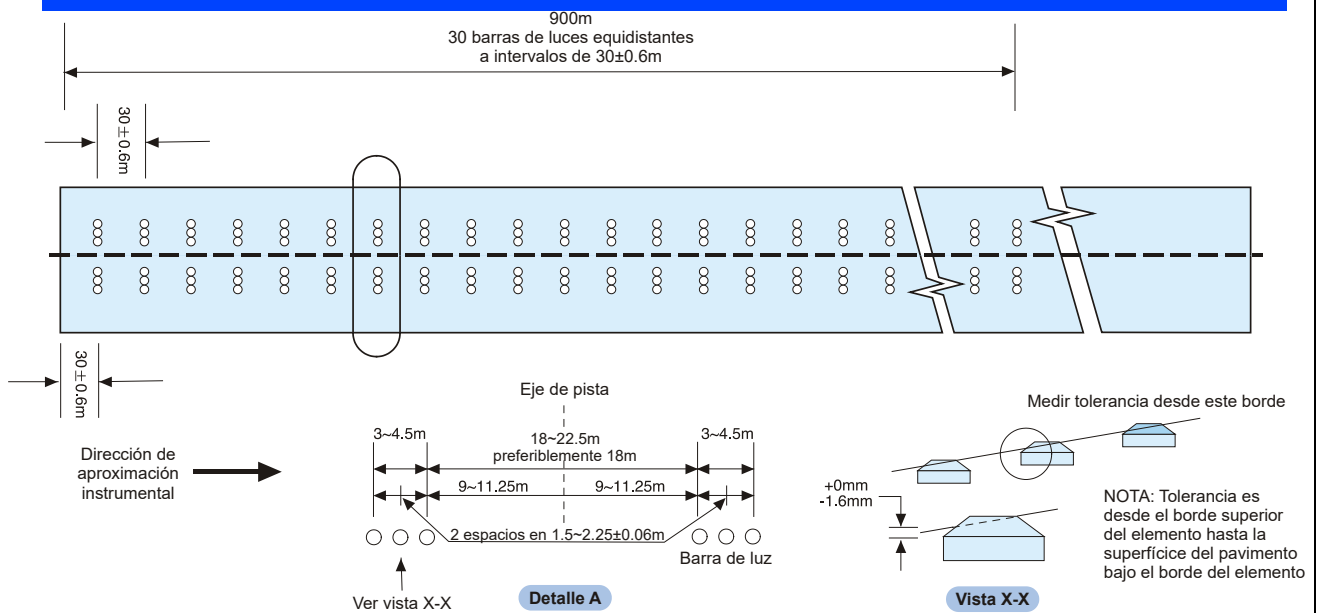 900m
30 barras de luces equidistantes
a intervalos de 30±0.6m
30±0.6m
30±0.6m
Dirección de
aproximación
instrumental
Eje de pista
3~4.5m
18~22.5m
preferiblemente 18m
3~4.5m
9~11.25m
9~11.25m
2 espacios en 1.5~2.25±0.06m
Barra de luz
Ver vista X-X
Detalle A
Medir tolerancia desde este borde
+0mm
-1.6mm
NOTA: Tolerancia es
desde el borde superior
del elemento hasta la
superfícice del pavimento
bajo el borde del elemento
Vista X-X